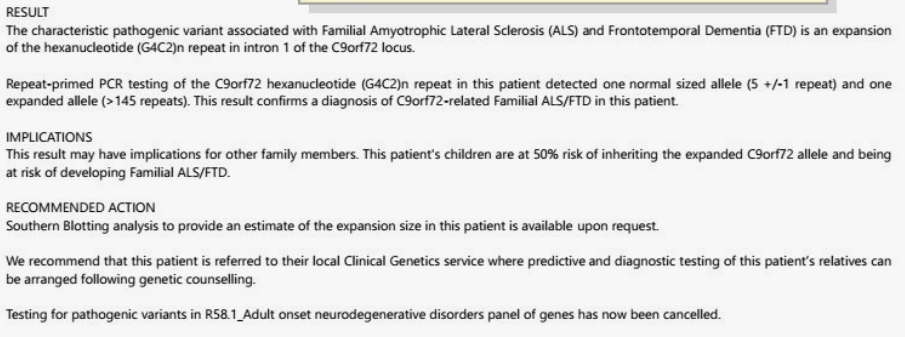 RESULT
The characteristic pathogenic variant associated with Familial Amyotrophic Lateral Sclerosis (ALS) and Frontotemporal Dementia (FTD) is an expansion
of the hexanucleotide (G4C2)n repeat in intron 1 of the C9orf72 locus.
Repeat-primed PCR testing of the C9orf72 hexanucleotide (G4C2)n repeat in this patient detected one normal sized allele (5 +/-1 repeat) and one
expanded allele (>145 repeats). This result confirms a diagnosis of C9orf72-related Familial ALS/FTD in this patient.
IMPLICATIONS
This result may have implications for other family members. This patient's children are at 50% risk of inheriting the expanded C9orf72 allele and being
at risk of developing Familial ALS/FTD.
RECOMMENDED ACTION
Southern Blotting analysis to provide an estimate of the expansion size in this patient is available upon request.
We recommend that this patient is referred to their local Clinical Genetics service where predictive and diagnostic testing of this patient's relatives can
be arranged following genetic counselling.
Testing for pathogenic variants in R58.1_Adult onset neurodegenerative disorders panel of genes has now been cancelled.